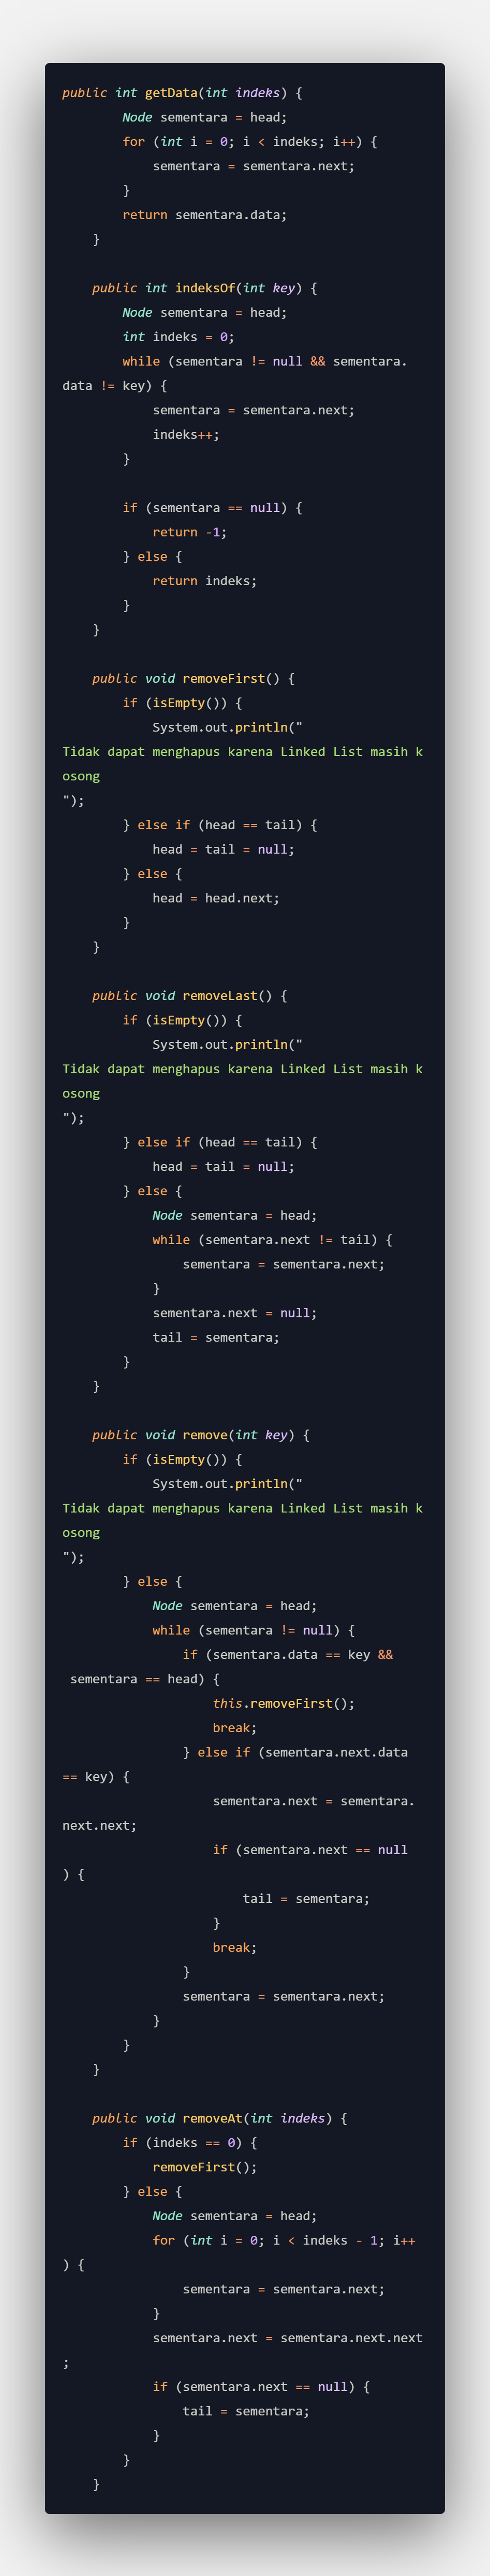 public int getData(int indeks) {
        Node sementara = head;
        for (int i = 0; i < indeks; i++) {
            sementara = sementara.next;
        }
        return sementara.data;
    }

    public int indeksOf(int key) {
        Node sementara = head;
        int indeks = 0;
        while (sementara != null && sementara.
data != key) {
            sementara = sementara.next;
            indeks++;
        }

        if (sementara == null) {
            return -1;
        } else {
            return indeks;
        }
    }

    public void removeFirst() {
        if (isEmpty()) {
            System.out.println("
Tidak dapat menghapus karena Linked List masih k
osong
");
        } else if (head == tail) {
            head = tail = null;
        } else {
            head = head.next;
        }
    }

    public void removeLast() {
        if (isEmpty()) {
            System.out.println("
Tidak dapat menghapus karena Linked List masih k
osong
");
        } else if (head == tail) {
            head = tail = null;
        } else {
            Node sementara = head;
            while (sementara.next != tail) {
                sementara = sementara.next;
            }
            sementara.next = null;
            tail = sementara;
        }
    }

    public void remove(int key) {
        if (isEmpty()) {
            System.out.println("
Tidak dapat menghapus karena Linked List masih k
osong
");
        } else {
            Node sementara = head;
            while (sementara != null) {
                if (sementara.data == key &&
 sementara == head) {
                    this.removeFirst();
                    break;
                } else if (sementara.next.data
== key) {
                    sementara.next = sementara.
next.next;
                    if (sementara.next == null
) {
                        tail = sementara;
                    }
                    break;
                }
                sementara = sementara.next;
            }
        }
    }

    public void removeAt(int indeks) {
        if (indeks == 0) {
            removeFirst();
        } else {
            Node sementara = head;
            for (int i = 0; i < indeks - 1; i++
) {
                sementara = sementara.next;
            }
            sementara.next = sementara.next.next
;
            if (sementara.next == null) {
                tail = sementara;
            }
        }
    }